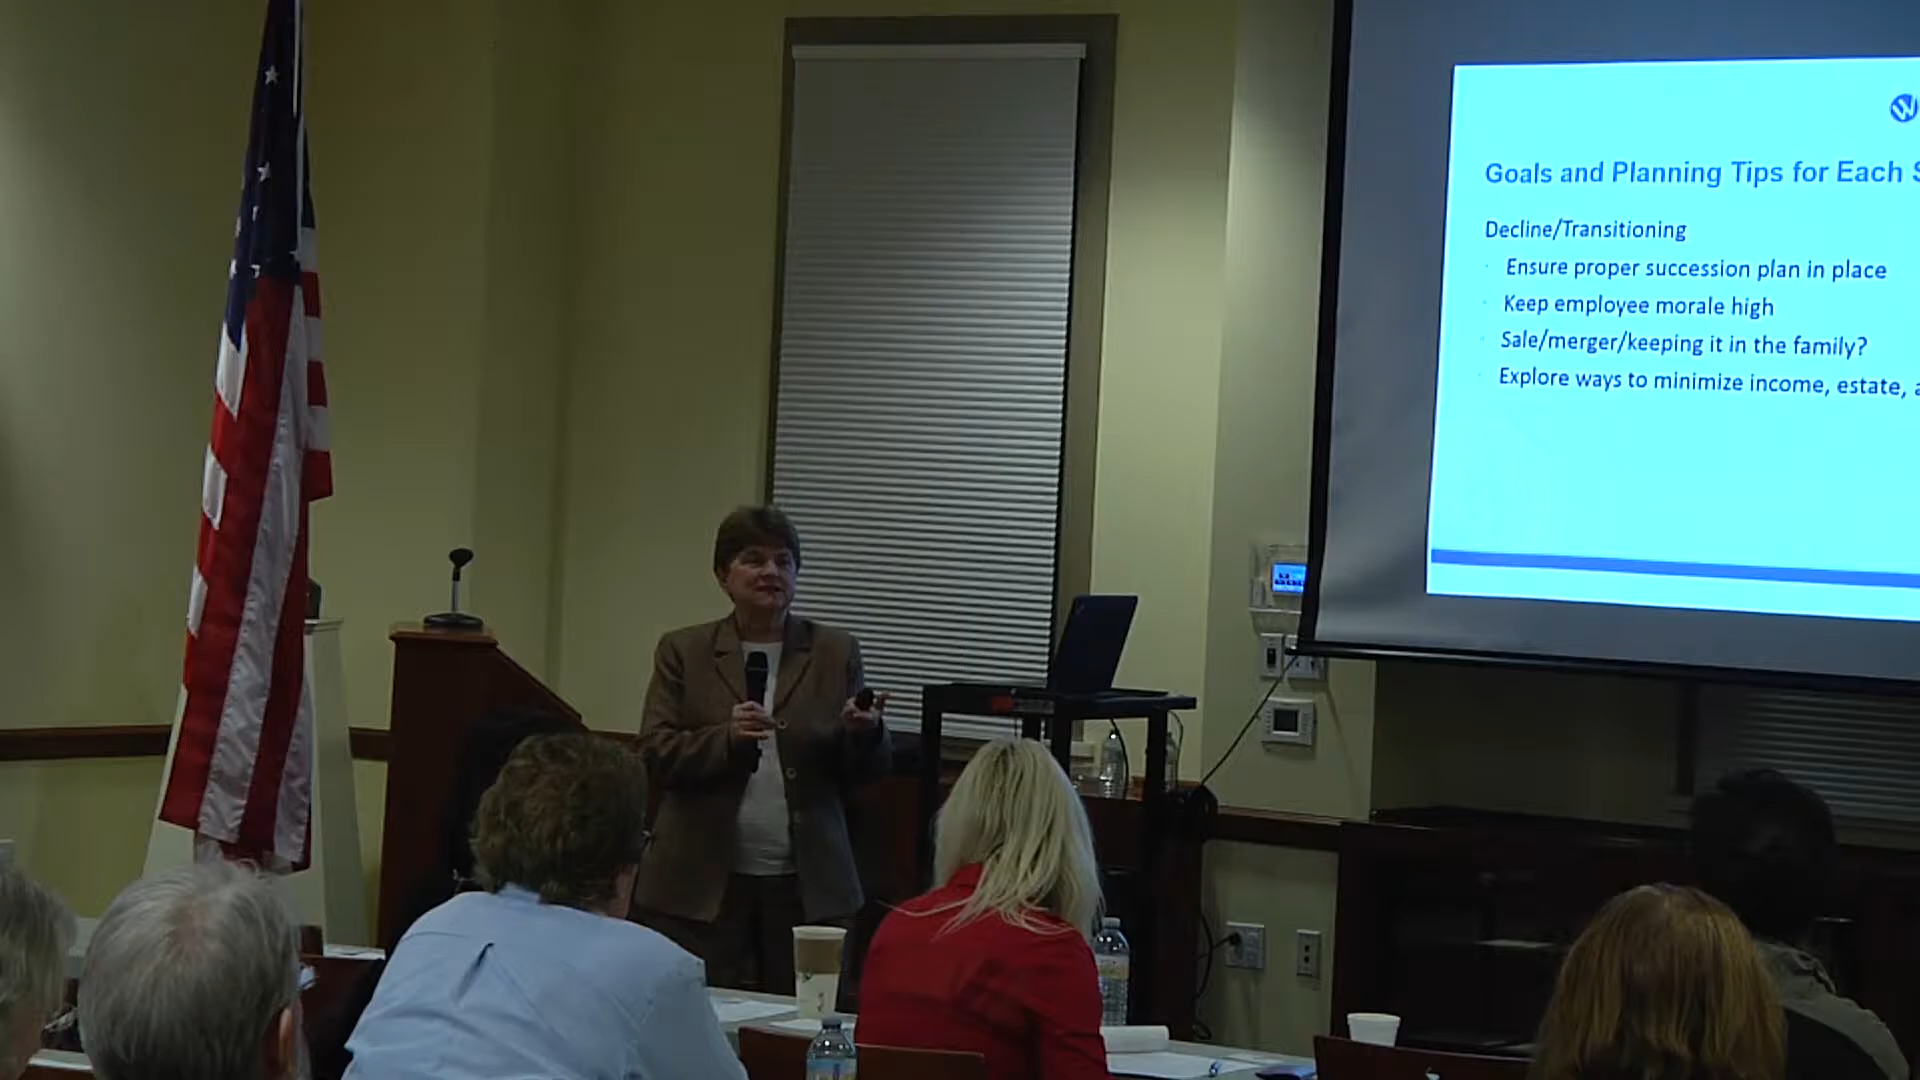 W
Goals and Planning Tips for Each
Decline/Transitioning
Ensure proper succession plan in place
Keep employee morale high
Sale/merger/keeping it in the family?
Explore ways to minimize income, estate,